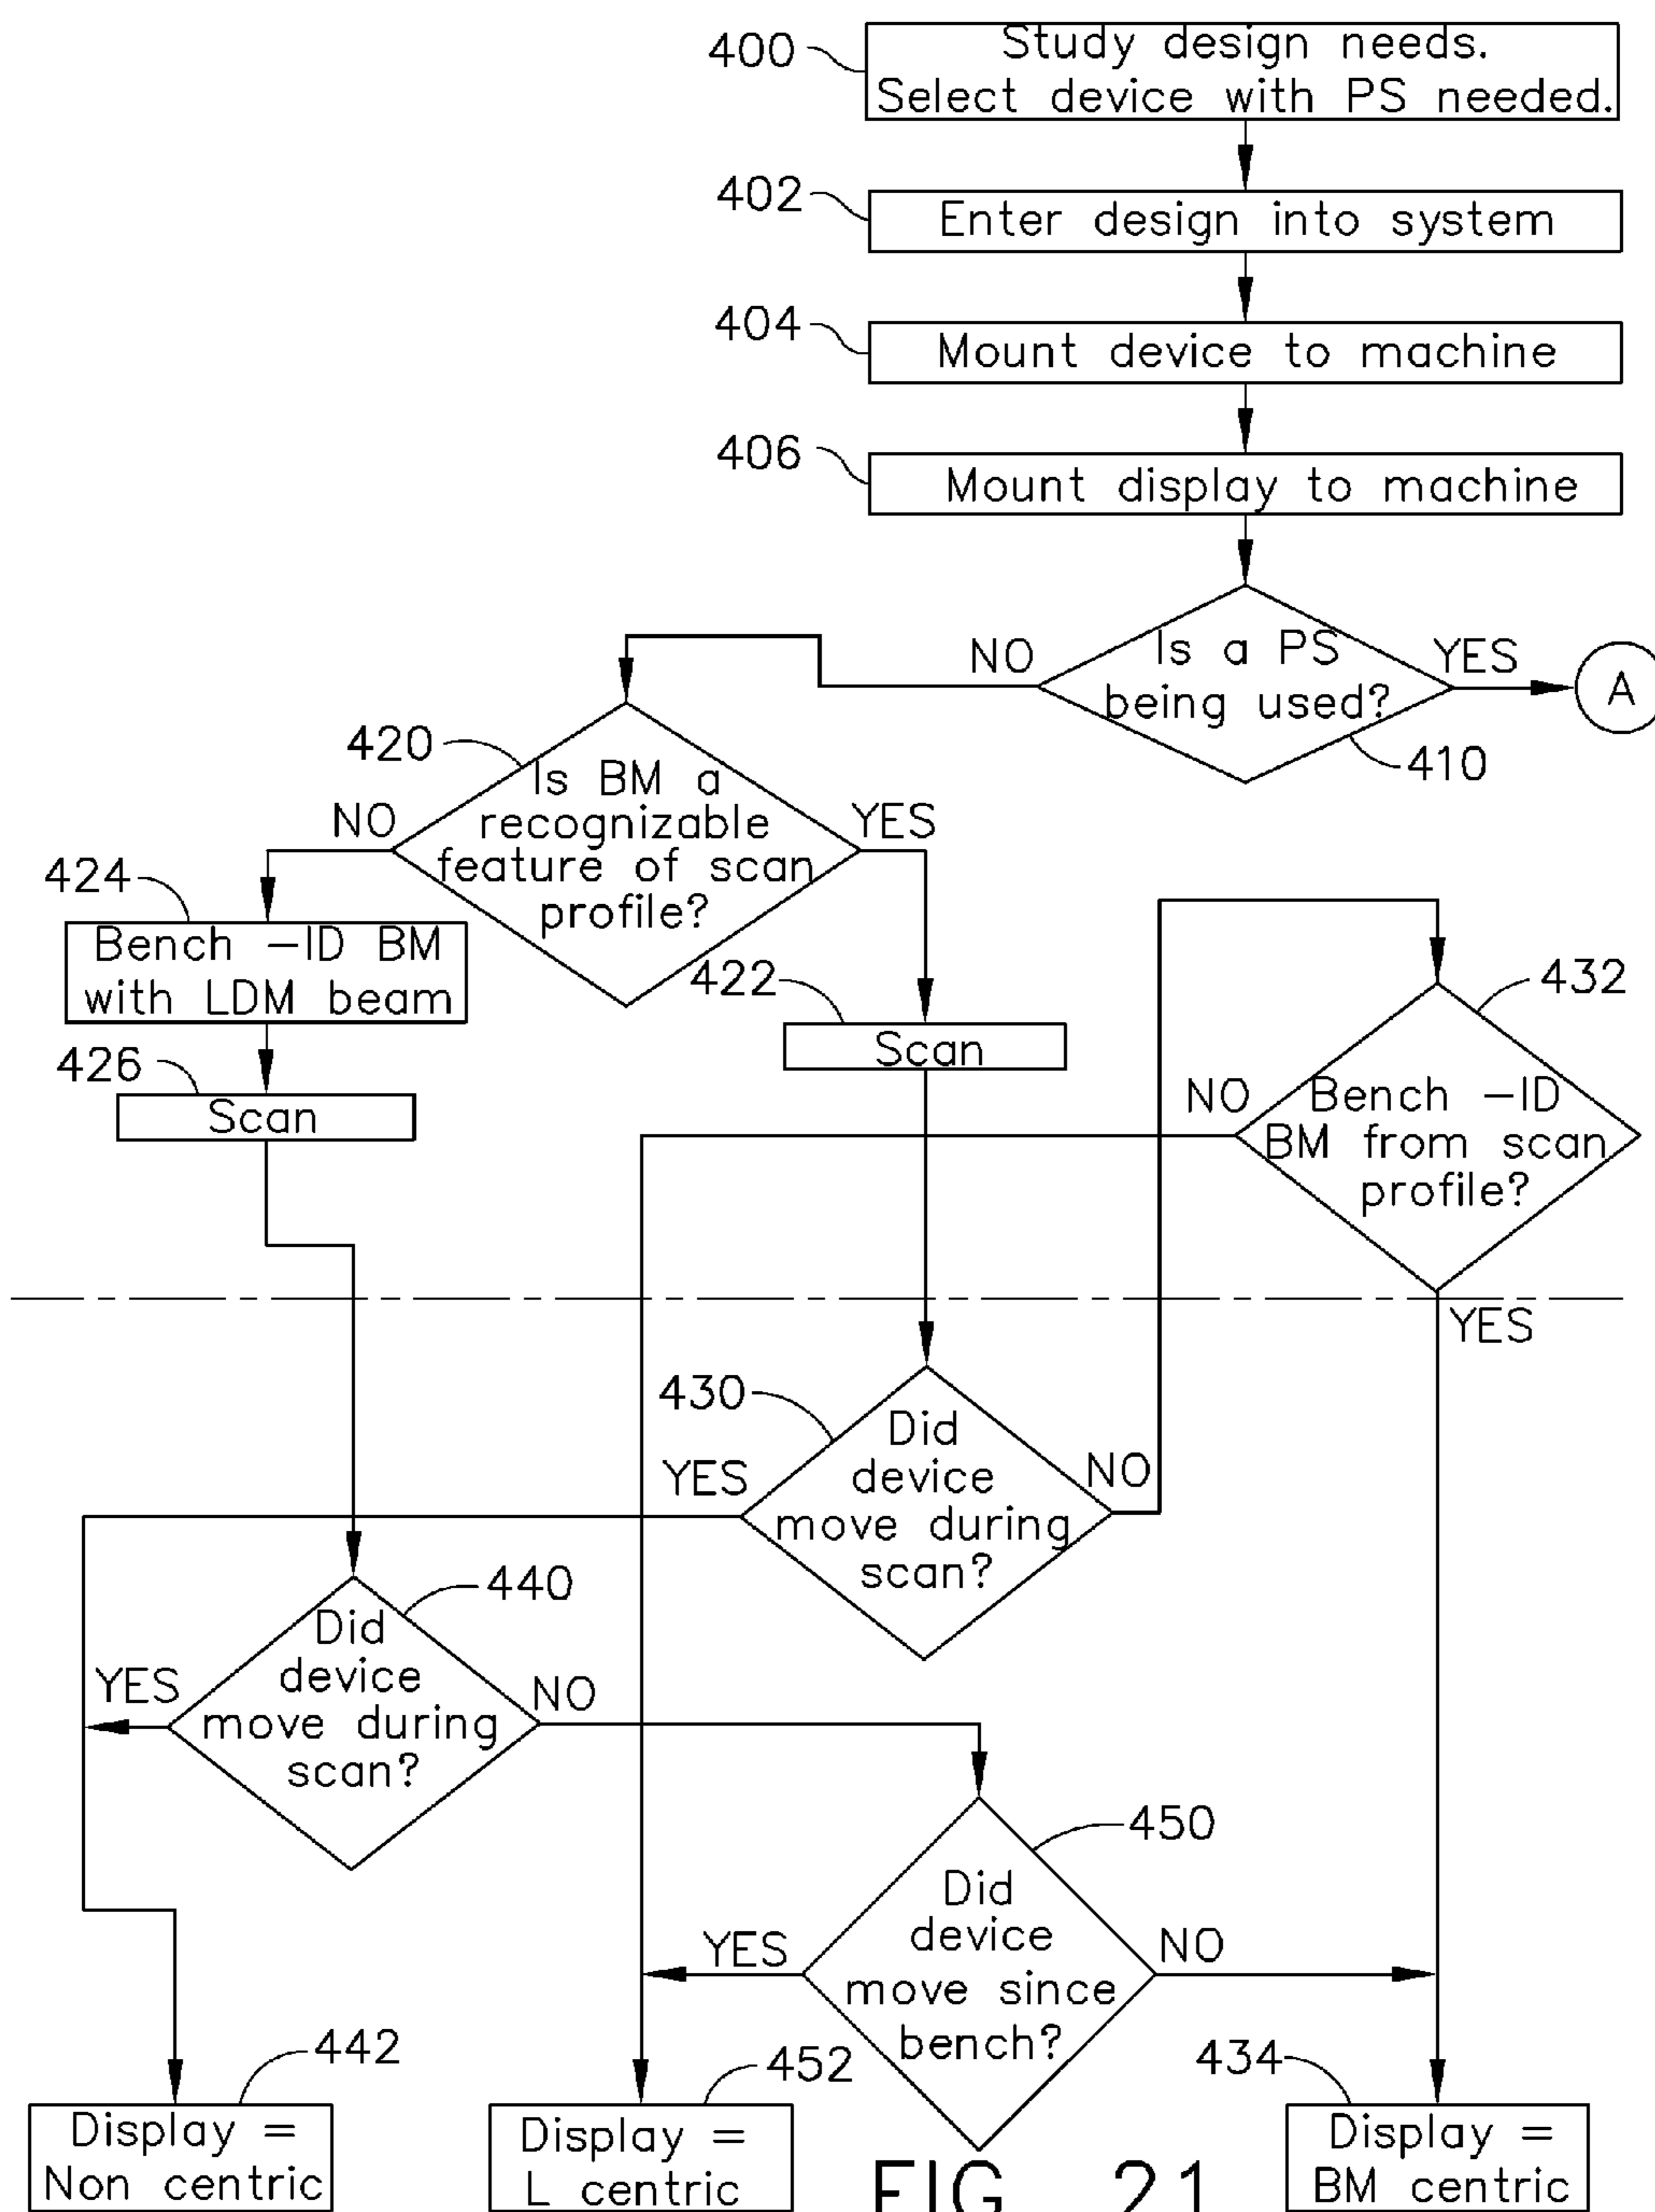 400
Study design needs.
Select device with PS needed.
402
Enter design into system
404
Mount device to machine
406
Mount display to machine
NO
Is a PS
being used?
YES
A
410
420
Is BM a
recognizable
feature of scan
profile?
NO
YES
424
Bench -ID BM
with LDM beam
422
Scan
432
426
Scan
NO
Bench -ID
BM from scan
profile?
YES
430
Did
device
move during
scan?
YES
NO
440
Did
device
move during
scan?
YES
NO
450
Did
device
move since
bench?
YES
NO
442
Display =
Non centric
452
Display =
L centric
434
Display =
BM centric
FIG. 21